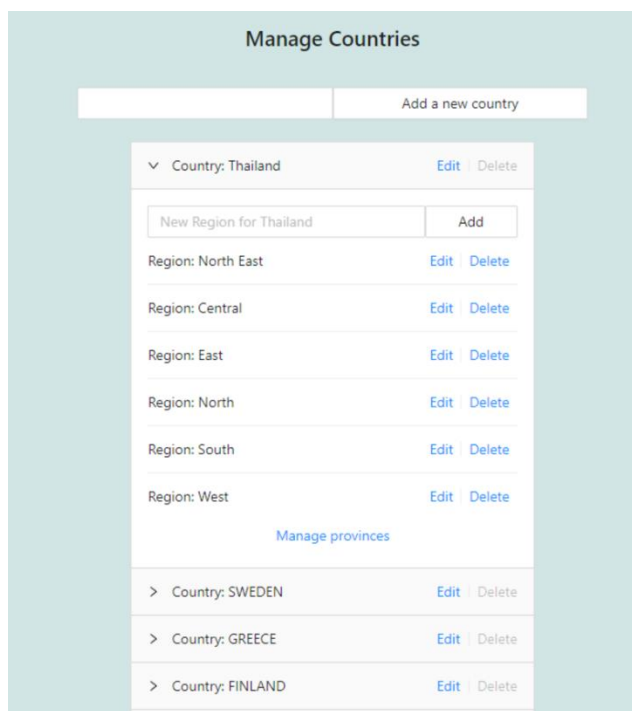 Manage Countries
Add a new country
Country: Thailand Edit Delete
New Region for Thailand Add
Region: North East Edit Delete
Region: Central Edit Delete
Region: East Edit Delete
Region: North Edit Delete
Region: South Edit Delete
Region: West Edit Delete
Manage provinces
Country: SWEDEN Edit Delete
Country: GREECE Edit Delete
Country: FINLAND Edit Delete